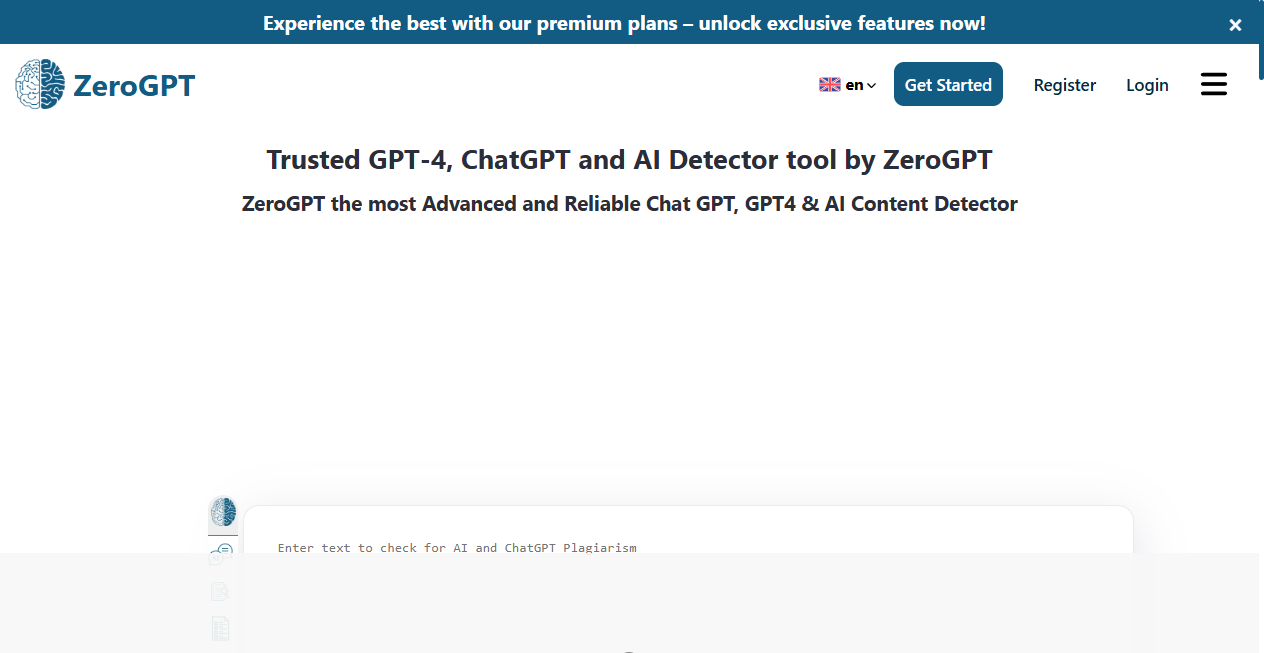 Experience the best with our premium plans – unlock exclusive features now!
×
ZeroGPT
en
Get Started
Register
Login
Trusted GPT-4, ChatGPT and AI Detector tool by ZeroGPT
ZeroGPT the most Advanced and Reliable Chat GPT, GPT4 & AI Content Detector
Enter text to check for AI and ChatGPT Plagiarism